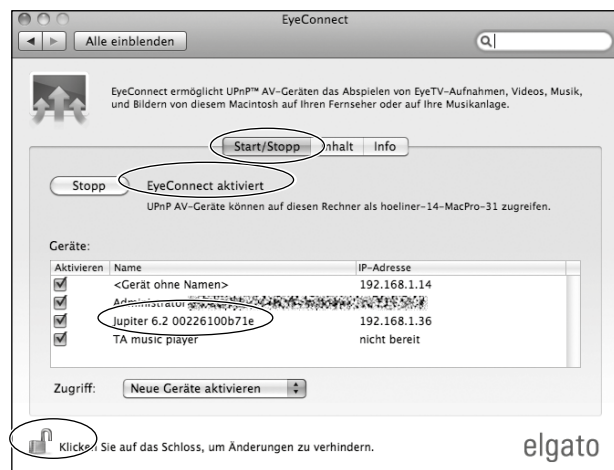 EyeConnect
Alle einblenden
EyeConnect ermöglicht UPnP™ AV-Geräten das Abspielen von EyeTV-Aufnahmen, Videos, Musik,
und Bildern von diesem Macintosh auf Ihren Fernseher oder auf Ihre Musikanlage.
Start/Stopp Inhalt Info
Stopp EyeConnect aktiviert
UPnP AV-Geräte können auf diesen Rechner als hoeliner-14-MacPro-31 zugreifen.
Geräte:
Aktivieren Name IP-Adresse
<Gerät ohne Namen> 192.168.1.14
Administrator
Jupiter 6.2 00226100b71e 192.168.1.36
TA music player nicht bereit
Zugriff: Neue Geräte aktivieren
Klicken Sie auf das Schloss, um Änderungen zu verhindern.
elgato